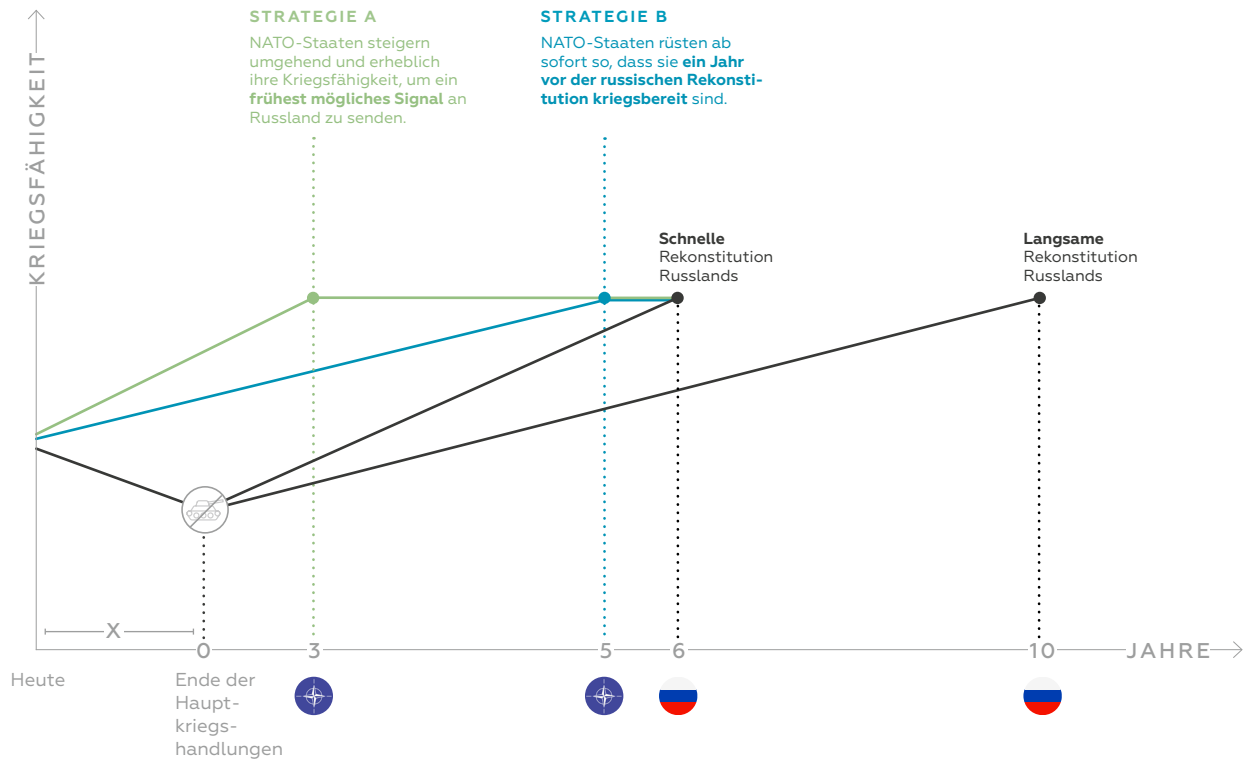 KRIEGSFÄHIGKEIT
STRATEGIE A
NATO-Staaten steigern
umgehend und erheblich
ihre Kriegsfähigkeit, um ein
frühest mögliches Signal an
Russland zu senden.
STRATEGIE B
NATO-Staaten rüsten ab
sofort so, dass sie ein Jahr
vor der russischen Rekonsti-
tution kriegsbereit sind.
Schnelle
Rekonstitution
Russlands
Langsame
Rekonstitution
Russlands
X
0
3
5
6
10
JAHRE
Heute
Ende der
Haupt-
kriegs-
handlungen